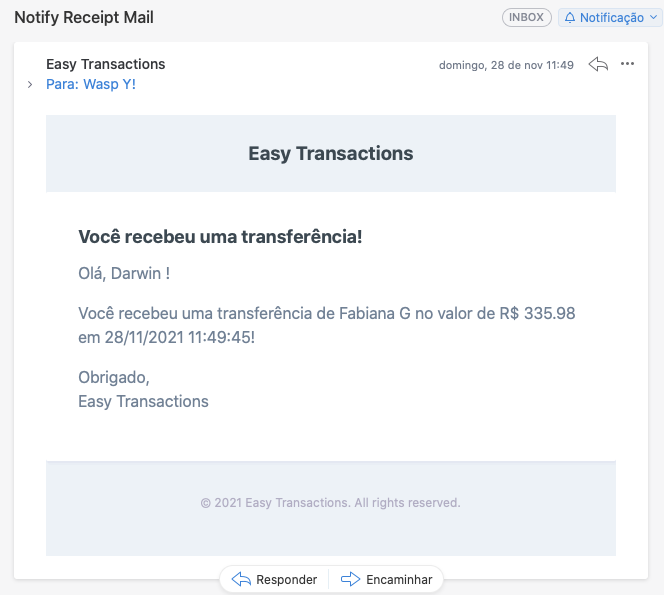 Notify Receipt Mail
INBOX
Notificação
Easy Transactions
domingo, 28 de nov 11:49
Para: Wasp Y!
Easy Transactions
Você recebeu uma transferência!
Olá, Darwin !
Você recebeu uma transferência de Fabiana G no valor de R$ 335.98
em 28/11/2021 11:49:45!
Obrigado,
Easy Transactions
© 2021 Easy Transactions. All rights reserved.
Responder
Encaminhar